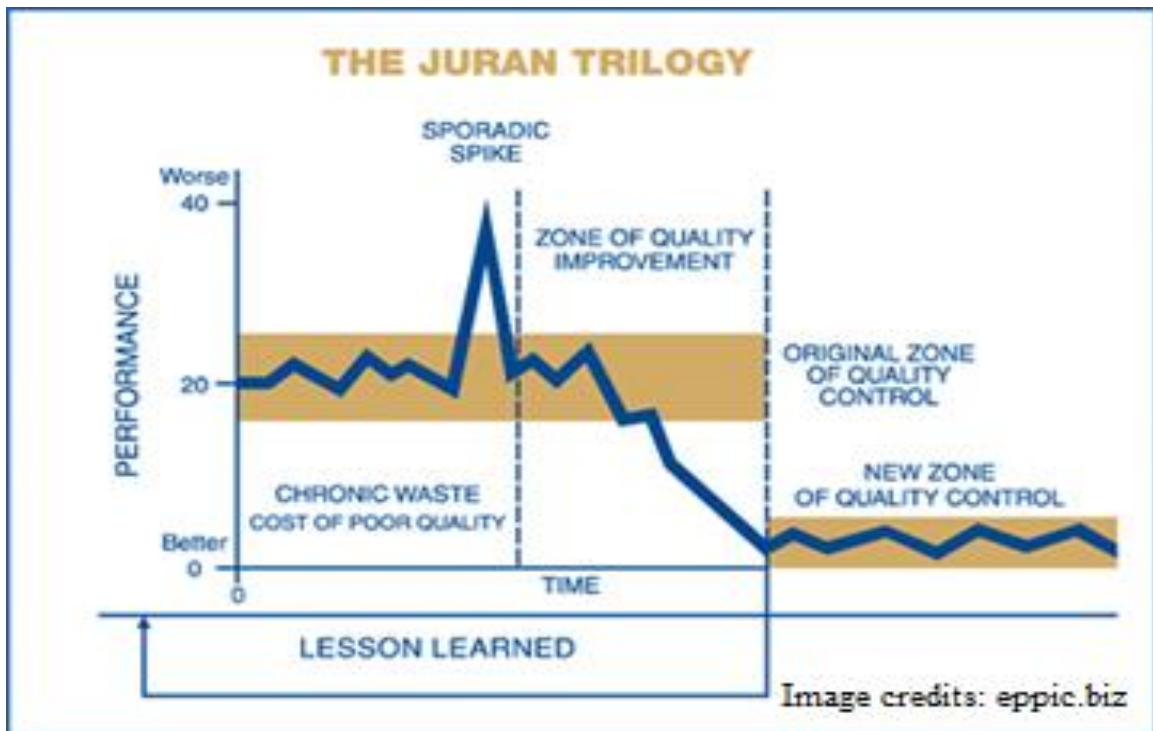 THE JURAN TRILOGY
SPORADIC
SPIKE
Worse
40
ZONE OF QUALITY
IMPROVEMENT
PERFORMANCE
20
ORIGINAL ZONE
OF QUALITY
CONTROL
CHRONIC WASTE
COST OF POOR QUALITY
NEW ZONE
OF QUALITY CONTROL
Better
0
0
TIME
LESSON LEARNED
Image credits: eppic.biz